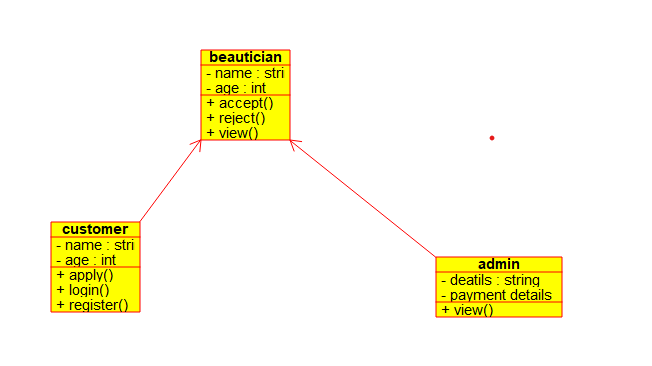 beautician
- name : stri
- age : int
+ accept()
+ reject()
+ view()
customer
- name : stri
- age : int
+ apply()
+ login()
+ register()
admin
- deatils : string
- payment details
+ view()